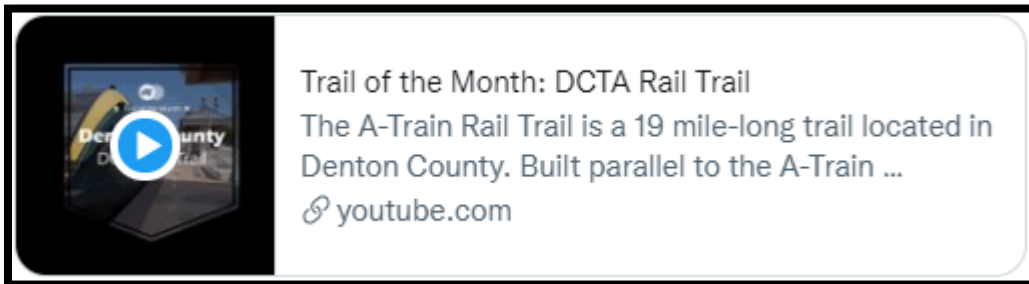 Trail of the Month: DCTA Rail Trail
The A-Train Rail Trail is a 19 mile-long trail located in
Denton County. Built parallel to the A-Train ...
youtube.com